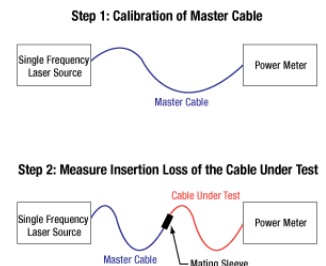 Step 1: Calibration of Master Cable
Single Frequency
Laser Source
Power Meter
Master Cable
Step 2: Measure Insertion Loss of the Cable Under Test
Cable Under Test
Single Frequency
Laser Source
Power Meter
Master Cable
Mating Sleeve